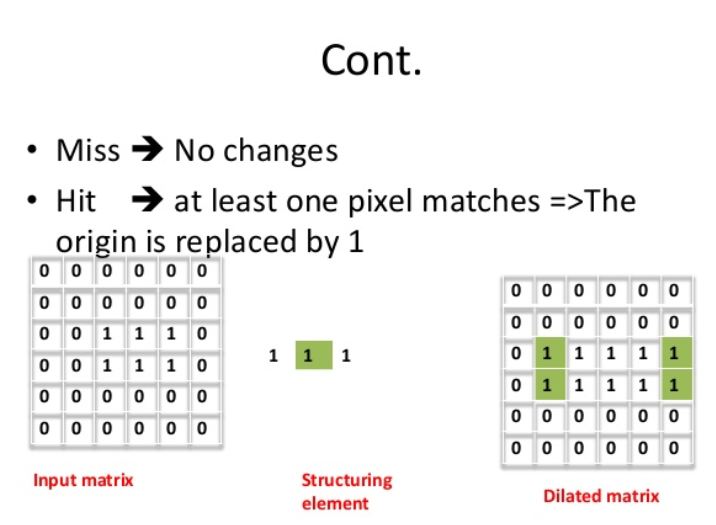 Cont.
• Miss 🡺 No changes
• Hit 🡺 at least one pixel matches =>The
origin is replaced by 1
0 0 0 0 0 0
0 0 0 0 0 0
0 0 1 1 1 0
0 0 1 1 1 0
0 0 0 0 0 0
0 0 0 0 0 0
Input matrix
1 1 1
Structuring
element
0 0 0 0 0 0
0 0 0 0 0 0
0 1 1 1 1 1
0 1 1 1 1 1
0 0 0 0 0 0
0 0 0 0 0 0
Dilated matrix